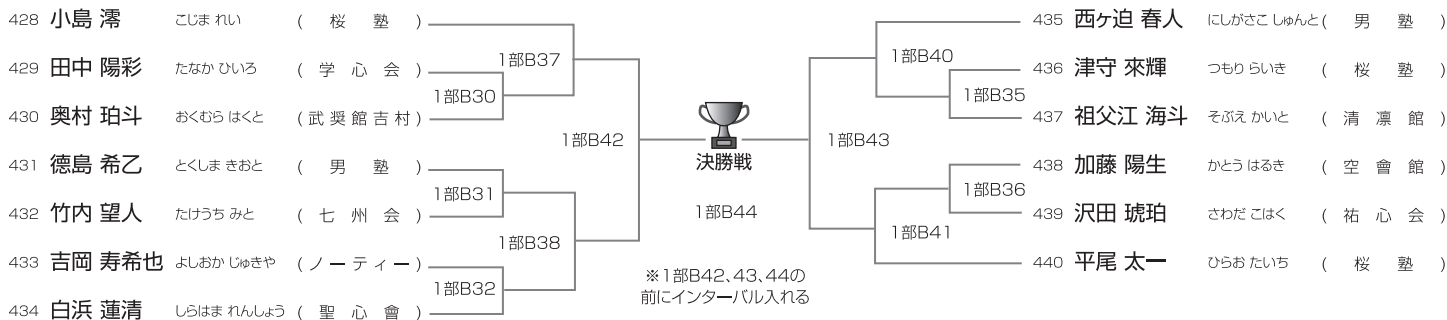 428 小島 澪 こじま れい ( 桜 塾 )
429 田中 陽彩 たなか ひいろ ( 学 心 会 )
430 奥村 珀斗 おくむら はくと ( 武 奨 館 吉 村 )
431 德島 希乙 とくしま きおと ( 男 塾 )
432 竹内 望人 たけうち みと ( 七 州 会 )
433 吉岡 寿希也 よしおか じゅきや ( ノ ー テ ィ ー )
434 白浜 蓮清 しらはま れんしょう ( 聖 心 會 )
1部B37
1部B30
1部B31
1部B38
1部B32
1部B42
決勝戦
1部B44
※1部B42、43、44の
前にインターバル入れる
1部B43
1部B40
1部B35
1部B36
1部B41
435 西ヶ迫 春人 にしがさこ しゅんと ( 男 塾 )
436 津守 來輝 つもり らいき ( 桜 塾 )
437 祖父江 海斗 そぶえ かいと ( 清 凛 館 )
438 加藤 陽生 かとう はるき ( 空 會 館 )
439 沢田 琥珀 さわだ こはく ( 祐 心 会 )
440 平尾 太一 ひらお たいち ( 桜 塾 )